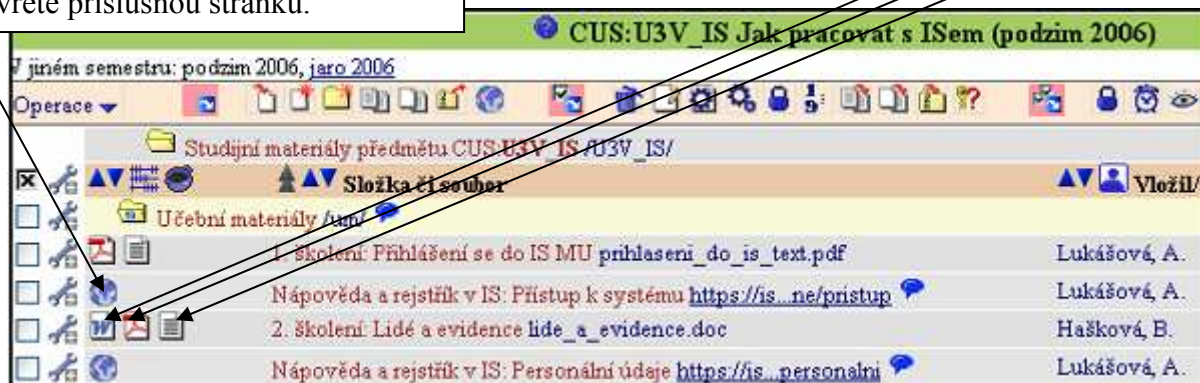 vřete příslušnou stránku.
CUS:U3V_IS Jak pracovat s ISem (podzim 2006)
V jiném semestru: podzim 2006, jaro 2006
Operace
Studijní materiály předmětu CUS:U3V_IS /U3V_IS/
Složka či soubor Vložil/
Učební materiály /um/
1. školení: Přihlášení se do IS MU prihlaseni_do_is_text.pdf Lukášová, A.
Nápověda a rejstřík v IS: Přístup k systému https://is...ne/pristup Lukášová, A.
2. školení: Lidé a evidence lide_a_evidence.doc Hašková, B.
Nápověda a rejstřík v IS: Personální údaje https://is...personalni Lukášová, A.